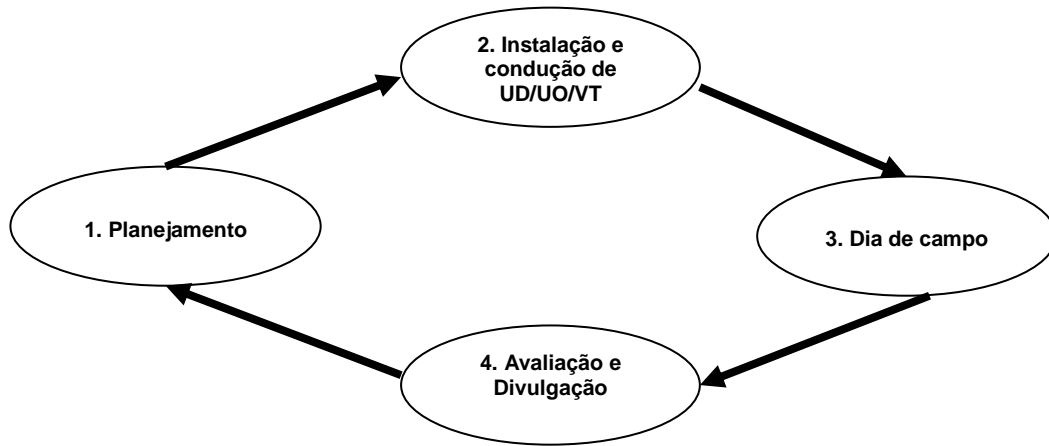 2. Instalação e
condução de
UD/UO/VT
1. Planejamento
3. Dia de campo
4. Avaliação e
Divulgação